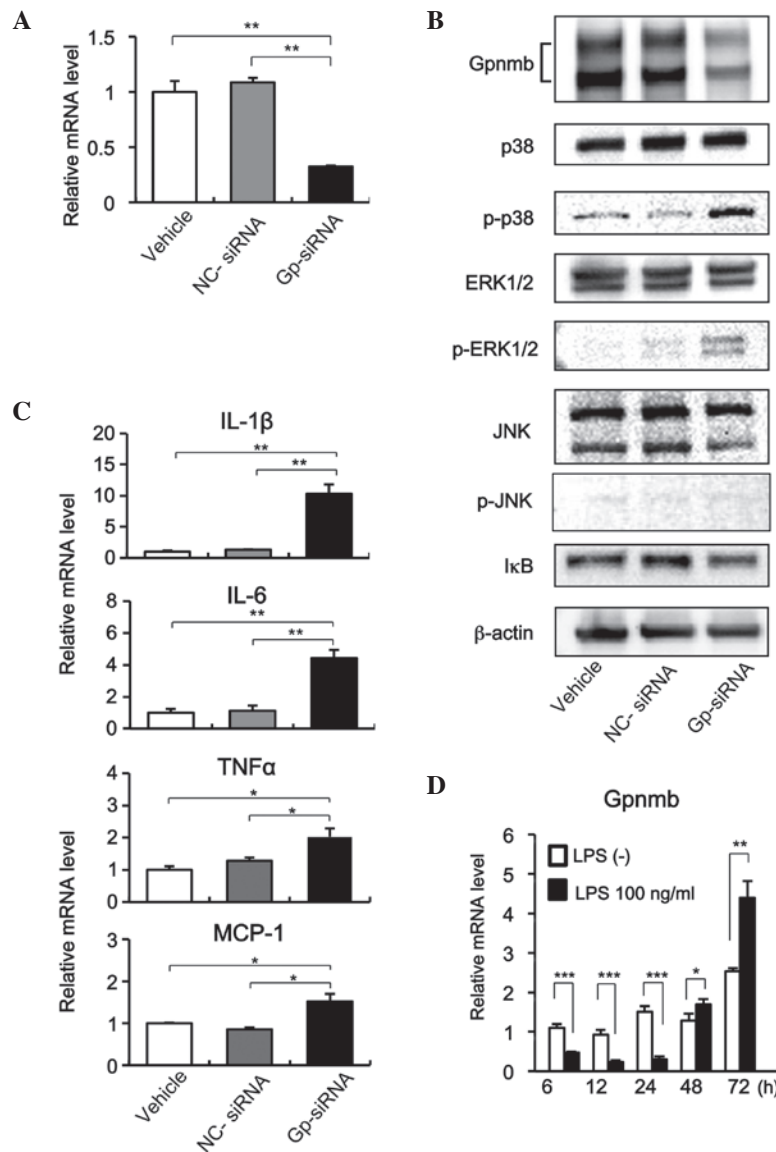 A
**
**
1.5
1
0.5
0
Relative mRNA level
Vehicle
NC- siRNA
Gp-siRNA
B
Gpnmb
p38
p-p38
ERK1/2
p-ERK1/2
JNK
p-JNK
IκB
β-actin
Vehicle
NC- siRNA
Gp-siRNA
C
Relative mRNA level
IL-1β
20
15
10
5
0
**
**
IL-6
8
6
4
2
0
**
**
TNFα
4
3
2
1
0
*
*
MCP-1
3
2
1
0
*
*
Vehicle
NC- siRNA
Gp-siRNA
D
Gpnmb
Relative mRNA level
6
5
4
3
2
1
0
LPS (-)
LPS 100 ng/ml
***
***
***
*
**
6 12 24 48 72 (h)